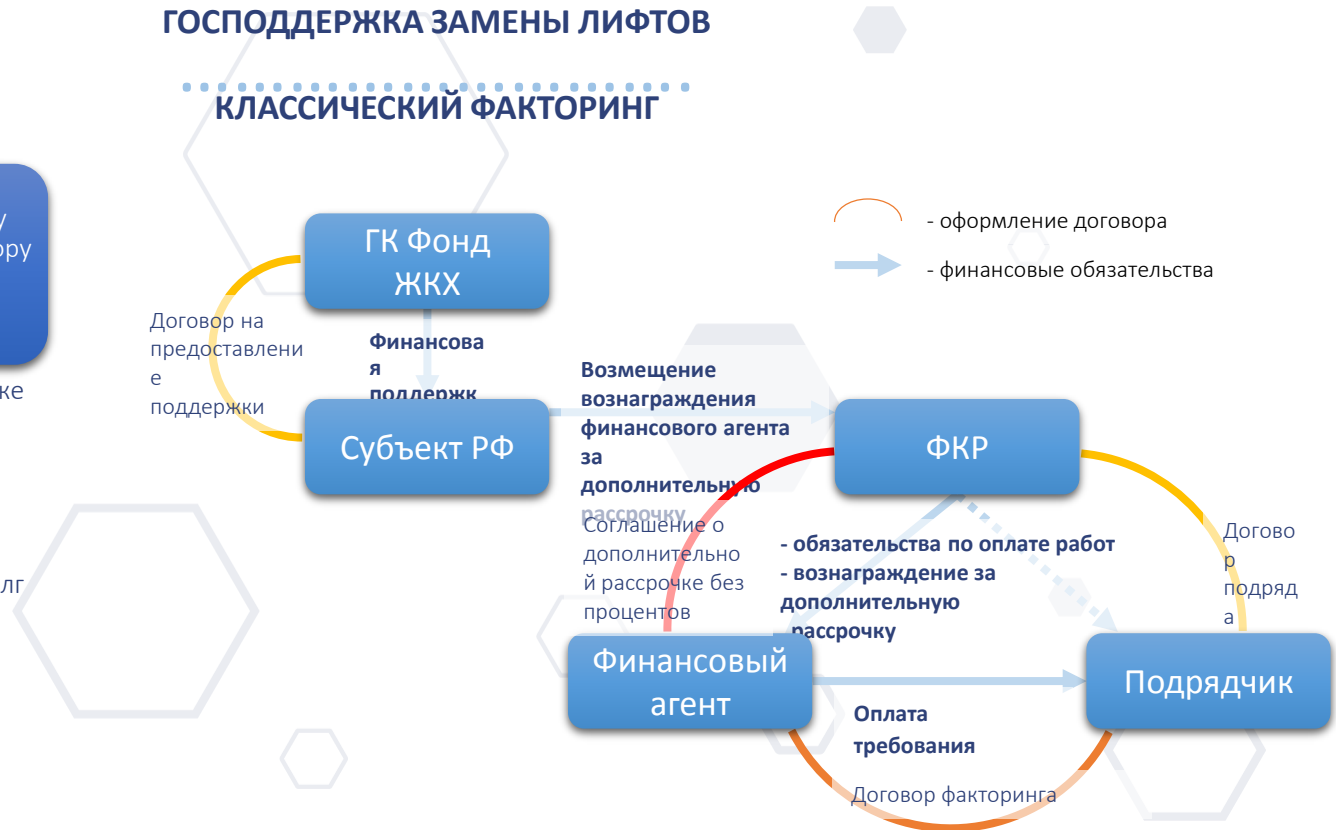 ГОСПОДДЕРЖКА ЗАМЕНЫ ЛИФТОВ
КЛАССИЧЕСКИЙ ФАКТОРИНГ
- оформление договора
- финансовые обязательства
ГК Фонд
ЖКХ
Договор на
предоставлени
е
поддержки
Финансова
я
поддержк
Субъект РФ
Возмещение
вознаграждения
финансового агента
за
дополнительную
рассрочку
ФКР
Соглашение о
дополнительно
й рассрочке без
процентов
- обязательства по оплате работ
- вознаграждение за
дополнительную
рассрочку
Догово
р
подряд
а
Финансовый
агент
Подрядчик
Оплата
требования
Договор факторинга